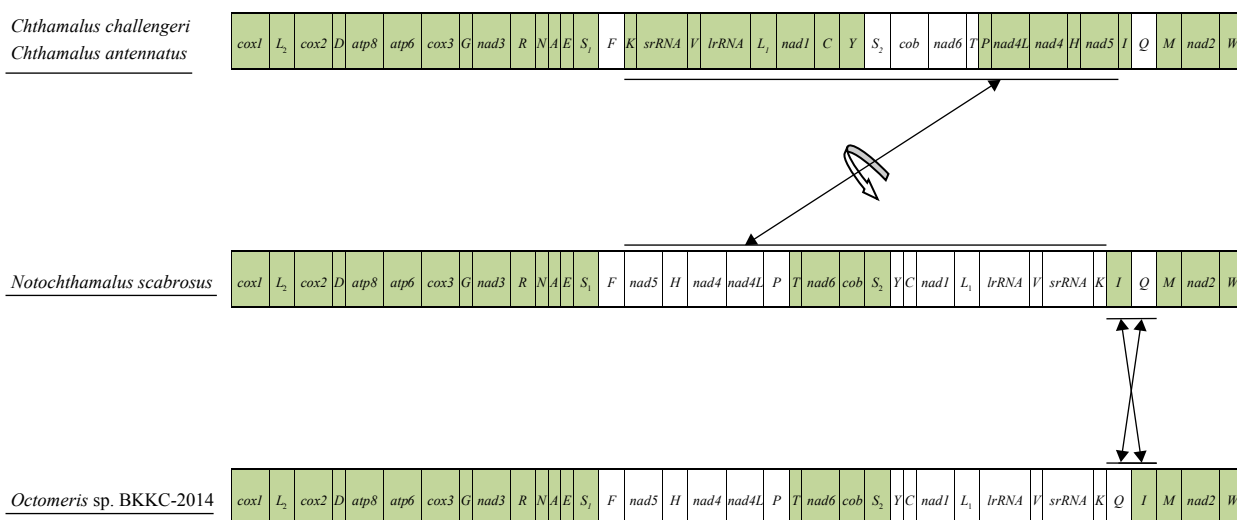 Chthamalus challengeri
Chthamalus antennatus
cox1 L2 cox2 D atp8 atp6 cox3 G nad3 R N A E S1 F K srRNA V lrRNA L1 nad1 C Y S2 cob nad6 T P nad4L nad4 H nad5 I Q M nad2 W
Notochthamalus scabrosus
cox1 L2 cox2 D atp8 atp6 cox3 G nad3 R N A E S1 F nad5 H nad4 nad4L P T nad6 cob S2 Y C nad1 L1 lrRNA V srRNA K I Q M nad2 W
Octomeris sp. BKKC-2014
cox1 L2 cox2 D atp8 atp6 cox3 G nad3 R N A E S1 F nad5 H nad4 nad4L P T nad6 cob S2 Y C nad1 L1 lrRNA V srRNA K Q I M nad2 W